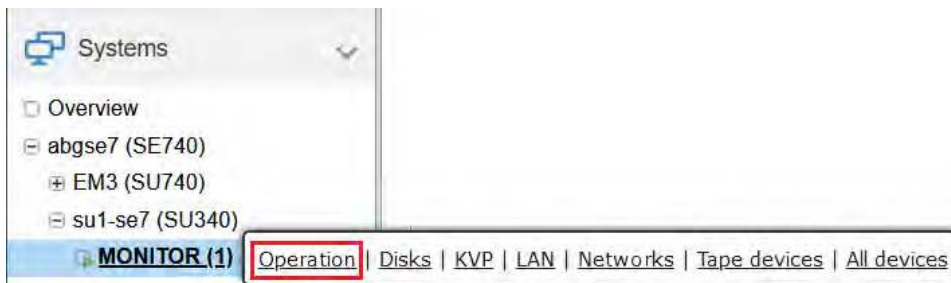 Systems
Overview
abgse7 (SE740)
EM3 (SU740)
su1-se7 (SU340)
MONITOR (1) Operation | Disks | KVP | LAN | Networks | Tape devices | All devices